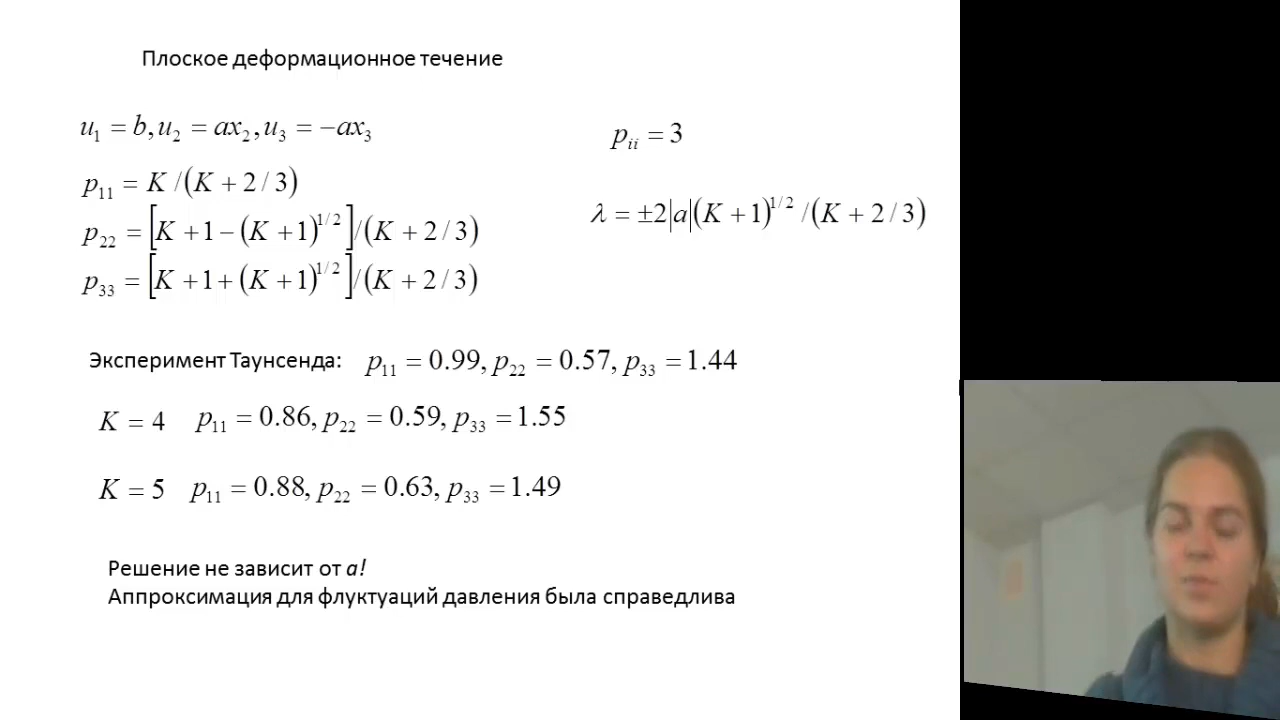 Плоское деформационное течение
u₁ = b, u₂ = ax₂, u₃ = −ax₃
p_ii = 3
p₁₁ = K /(K + 2 / 3)
λ = ±2|a|(K + 1)^1/2 /(K + 2 / 3)
p₂₂ = [K + 1 − (K + 1)^1/2]/(K + 2 / 3)
p₃₃ = [K + 1 + (K + 1)^1/2]/(K + 2 / 3)
Эксперимент Таунсенда: p₁₁ = 0.99, p₂₂ = 0.57, p₃₃ = 1.44
K = 4 p₁₁ = 0.86, p₂₂ = 0.59, p₃₃ = 1.55
K = 5 p₁₁ = 0.88, p₂₂ = 0.63, p₃₃ = 1.49
Решение не зависит от a!
Аппроксимация для флуктуаций давления была справедлива